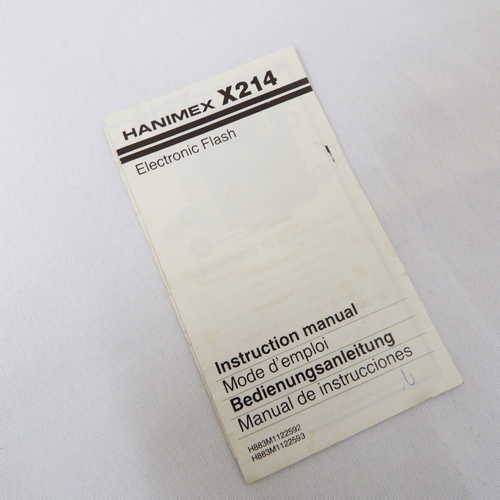 HANIMEX X214
Electronic Flash
Instruction manual
Mode d'emploi
Bedienungsanleitung
Manual de instrucciones
H883M1122592
H883M1122593